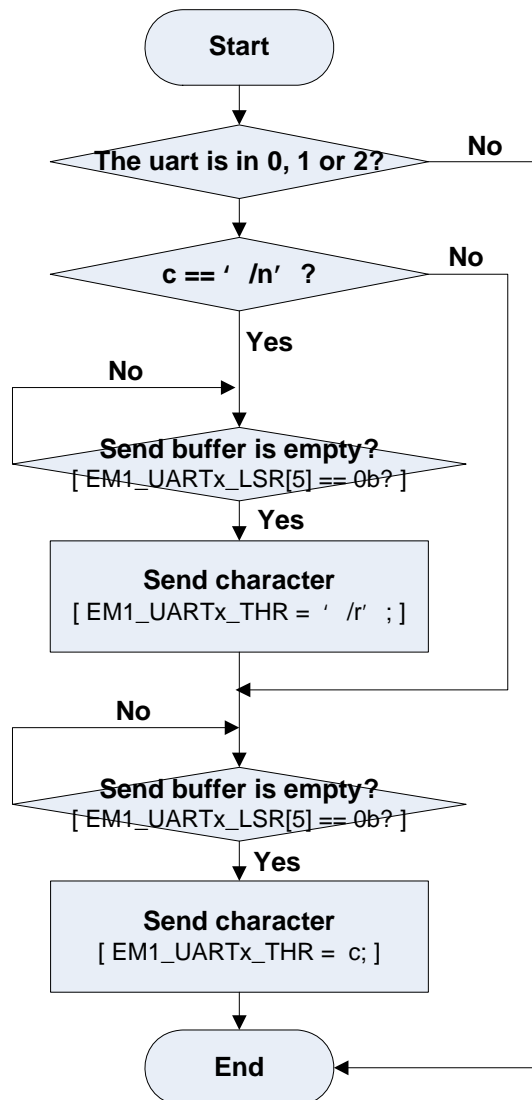 Start
The uart is in 0, 1 or 2?
No
c == ‘ /n’ ?
No
Yes
No
Send buffer is empty?
[ EM1_UARTx_LSR[5] == 0b? ]
Yes
Send character
[ EM1_UARTx_THR = ‘ /r’ ; ]
No
Send buffer is empty?
[ EM1_UARTx_LSR[5] == 0b? ]
Yes
Send character
[ EM1_UARTx_THR = c; ]
End